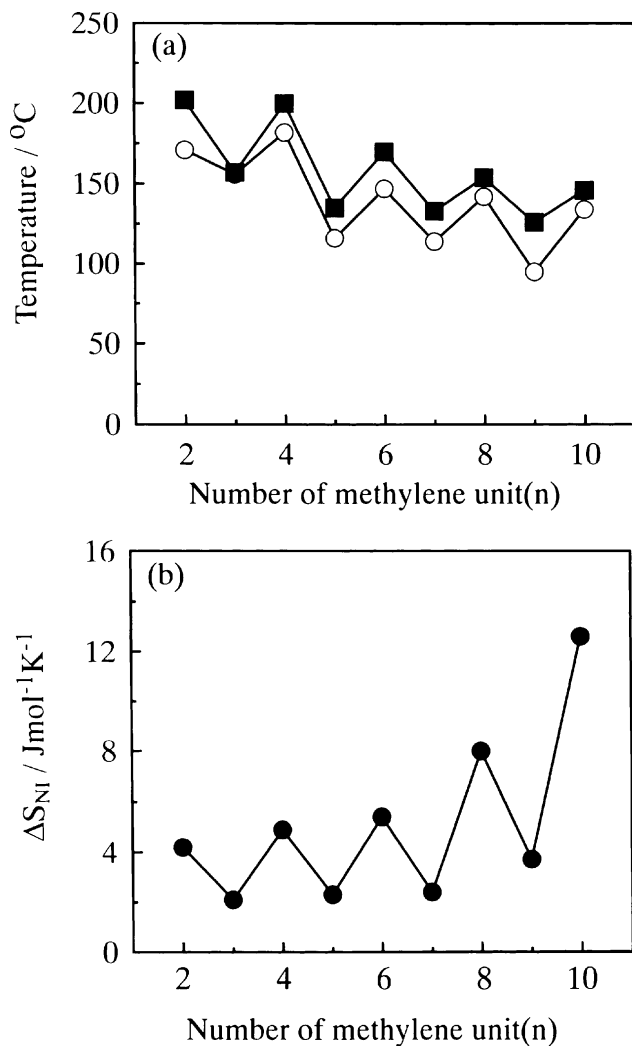 250
(a)
200
150
100
50
0
Temperature / °C
2 4 6 8 10
Number of methylene unit(n)
16
(b)
12
8
4
0
ΔS_NI / Jmol⁻¹K⁻¹
2 4 6 8 10
Number of methylene unit(n)